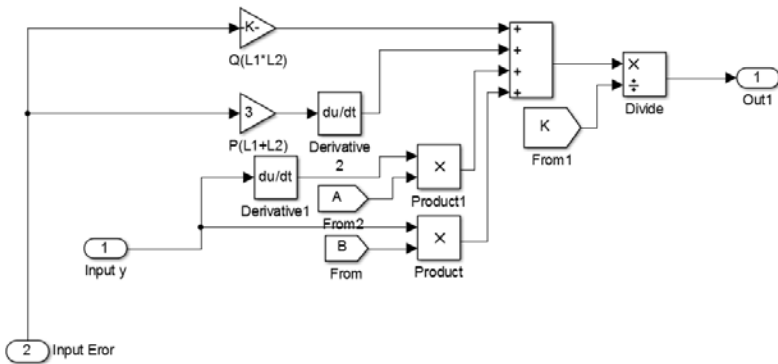 -K-
Q(L1*L2)
3
P(L1+L2)
du/dt
Derivative
du/dt
Derivative1
2
A
From2
×
Product1
B
From
×
Product
1
Input y
2
Input Eror
+
+
+
+
K
From1
×
÷
Divide
1
Out1